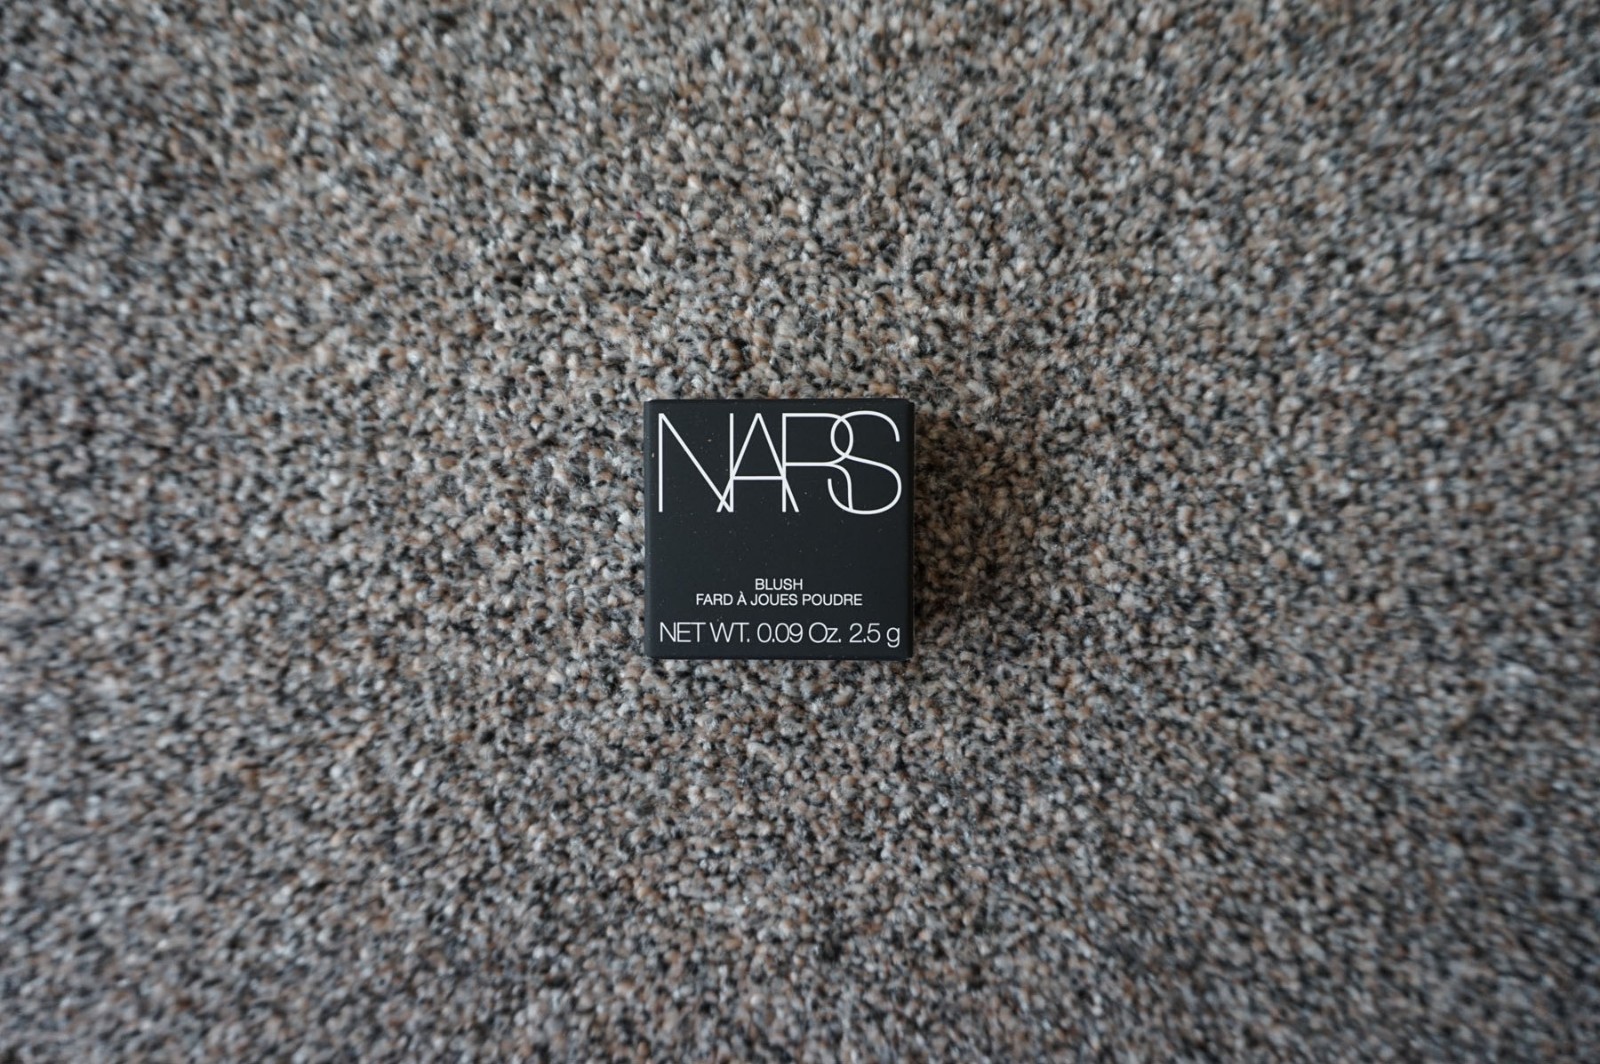 NARS
BLUSH
FARD À JOUES POUDRE
NET WT. 0.09 Oz. 2.5 g